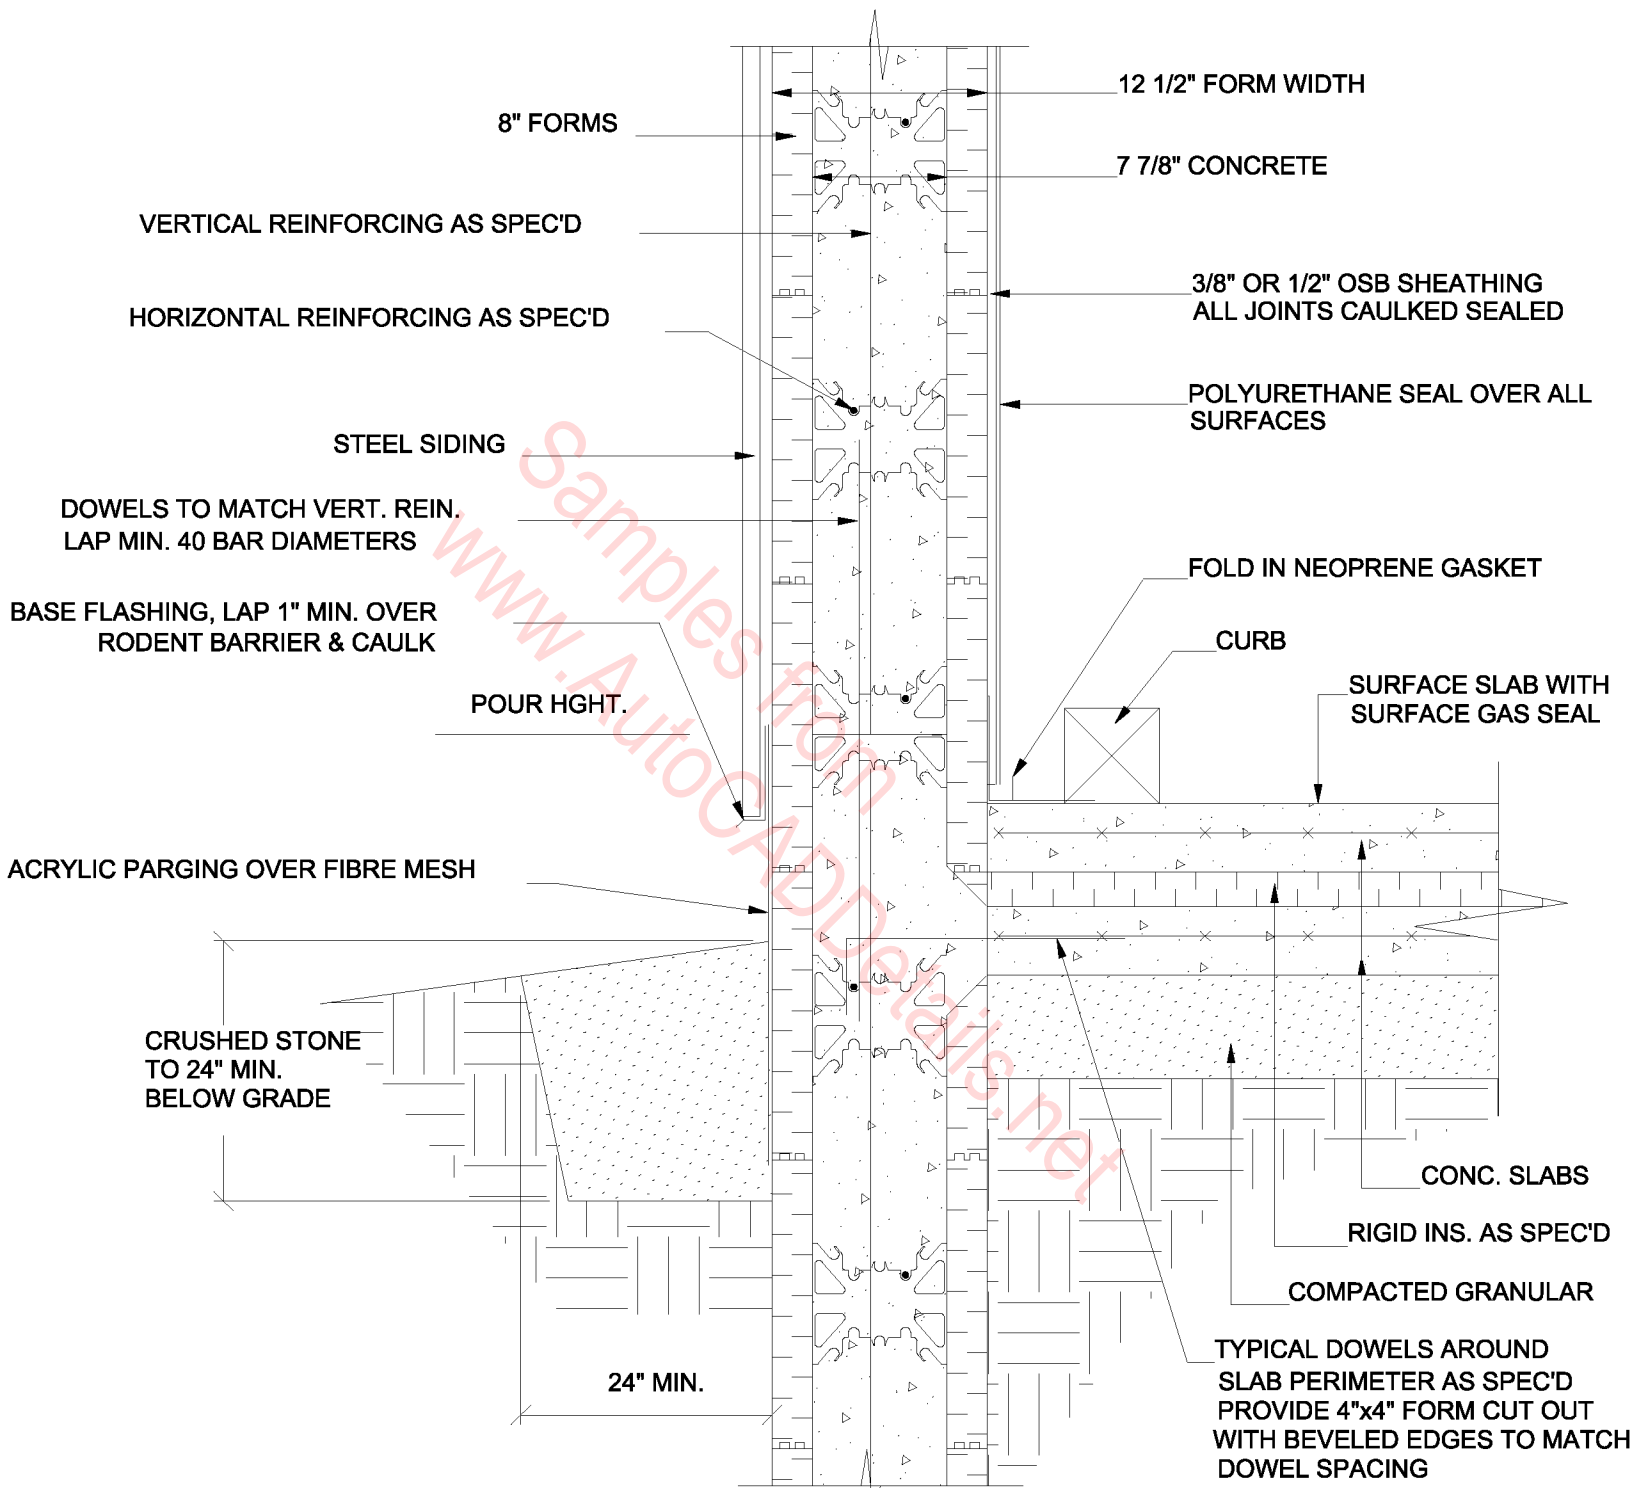 12 1/2" FORM WIDTH
8" FORMS
7 7/8" CONCRETE
VERTICAL REINFORCING AS SPEC'D
3/8" OR 1/2" OSB SHEATHING
ALL JOINTS CAULKED SEALED
HORIZONTAL REINFORCING AS SPEC'D
POLYURETHANE SEAL OVER ALL
SURFACES
STEEL SIDING
DOWELS TO MATCH VERT. REIN.
LAP MIN. 40 BAR DIAMETERS
FOLD IN NEOPRENE GASKET
BASE FLASHING, LAP 1" MIN. OVER
RODENT BARRIER & CAULK
CURB
SURFACE SLAB WITH
SURFACE GAS SEAL
POUR HGHT.
ACRYLIC PARGING OVER FIBRE MESH
CRUSHED STONE
TO 24" MIN.
BELOW GRADE
CONC. SLABS
RIGID INS. AS SPEC'D
COMPACTED GRANULAR
TYPICAL DOWELS AROUND
SLAB PERIMETER AS SPEC'D
PROVIDE 4"x4" FORM CUT OUT
WITH BEVELED EDGES TO MATCH
DOWEL SPACING
24" MIN.
Samples from
www.AutoCADDetails.net